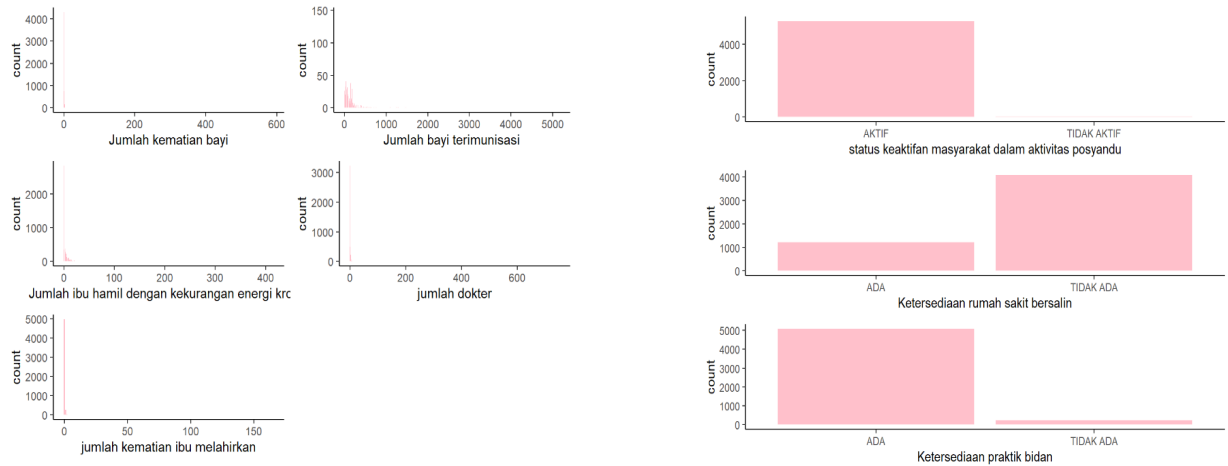 count
4000
3000
2000
1000
0
0 200 400 600
Jumlah kematian bayi
count
150
100
50
0
0 1000 2000 3000 4000 5000
Jumlah bayi terimunisasi
count
2000
1000
0
0 100 200 300 400
Jumlah ibu hamil dengan kekurangan energi krc
count
3000
2000
1000
0
0 200 400 600
jumlah dokter
count
5000
4000
3000
2000
1000
0
0 50 100 150
jumlah kematian ibu melahirkan
count
4000
2000
0
AKTIF TIDAK AKTIF
status keaktifan masyarakat dalam aktivitas posyandu
count
4000
3000
2000
1000
0
ADA TIDAK ADA
Ketersediaan rumah sakit bersalin
count
5000
4000
3000
2000
1000
0
ADA TIDAK ADA
Ketersediaan praktik bidan